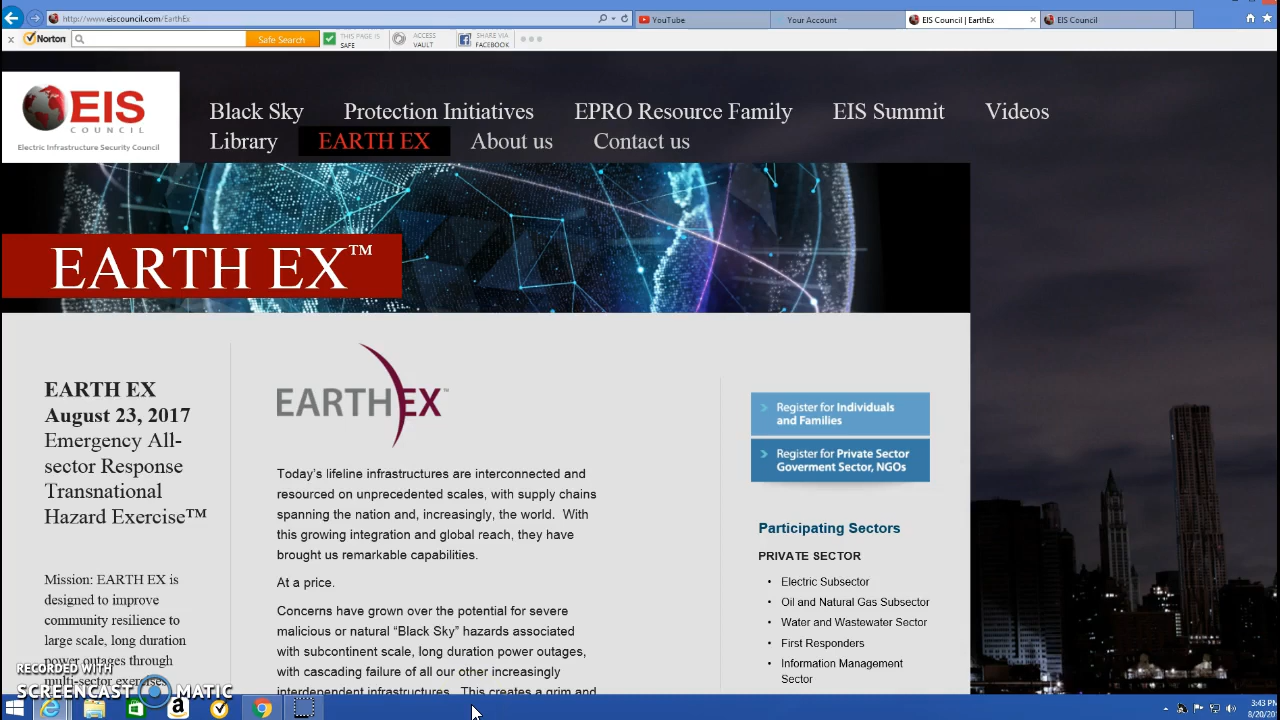 http://www.eiscouncil.com/EarthEx
YouTube
Your Account
EIS Council | EarthEx
EIS Council
Norton
Safe Search
THIS PAGE IS
SAFE
ACCESS
VAULT
SHARE VIA
FACEBOOK
EIS
COUNCIL
Electric Infrastructure Security Council
Black Sky Protection Initiatives EPRO Resource Family EIS Summit Videos
Library EARTH EX About us Contact us
EARTH EX™
EARTH EX
August 23, 2017
Emergency All-
sector Response
Transnational
Hazard Exercise™
Mission: EARTH EX is
designed to improve
community resilience to
large scale, long duration
power outages through
multi-sector exercises
EARTHEX™
Today's lifeline infrastructures are interconnected and
resourced on unprecedented scales, with supply chains
spanning the nation and, increasingly, the world. With
this growing integration and global reach, they have
brought us remarkable capabilities.
At a price.
Concerns have grown over the potential for severe
malicious or natural “Black Sky” hazards associated
with subcontinent scale, long duration power outages,
with cascading failure of all our other increasingly
interdependent infrastructures. This creates a grim and
Register for Individuals
and Families
Register for Private Sector
Goverment Sector, NGOs
Participating Sectors
PRIVATE SECTOR
• Electric Subsector
• Oil and Natural Gas Subsector
• Water and Wastewater Sector
• First Responders
• Information Management
Sector
RECORDED WITH
SCREENCAST MATIC
3:43 PM
8/20/20